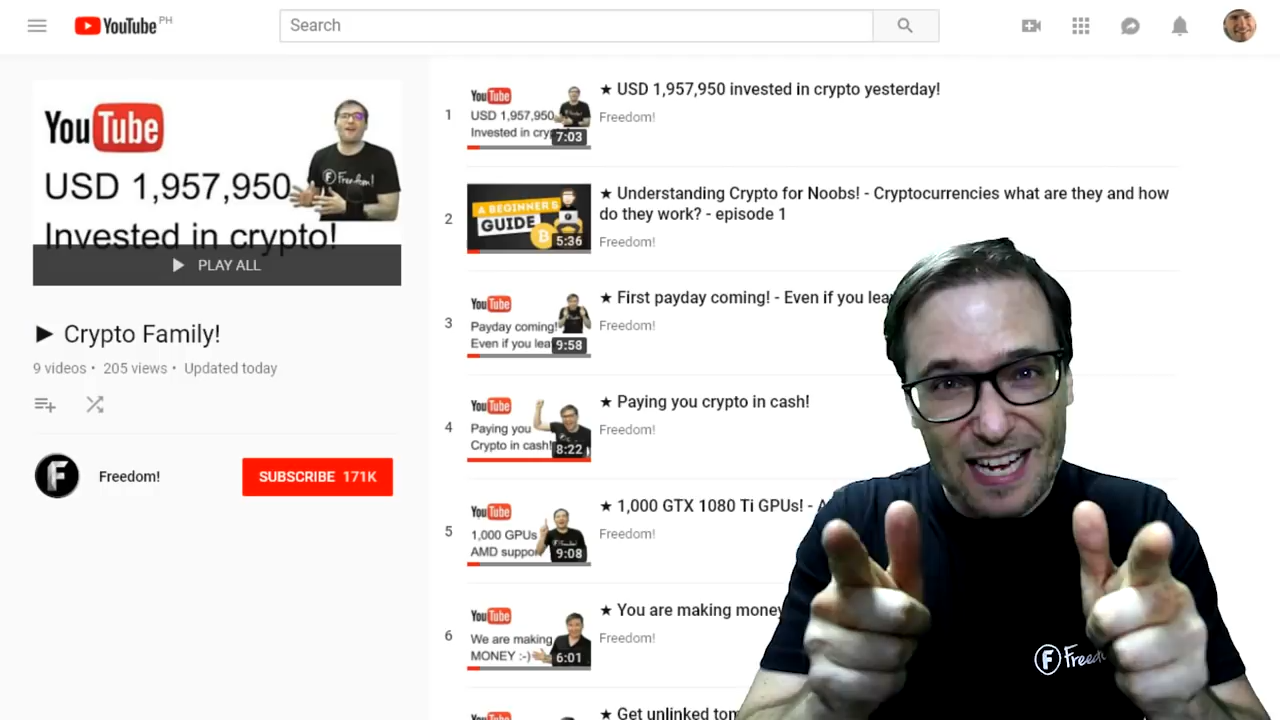 YouTube PH
Search
YouTube
USD 1,957,950
Invested in crypto!
PLAY ALL
► Crypto Family!
9 videos • 205 views • Updated today
Freedom!
SUBSCRIBE 171K
1
YouTube
USD 1,957,950
Invested in
7:03
★ USD 1,957,950 invested in crypto yesterday!
Freedom!
2
A BEGINNER'S
GUIDE
5:36
★ Understanding Crypto for Noobs! - Cryptocurrencies what are they and how
do they work? - episode 1
Freedom!
3
YouTube
Payday coming!
Even if you
9:58
★ First payday coming! - Even if you
Freedom!
4
YouTube
Paying you
Crypto in cash!
8:22
★ Paying you crypto in cash!
Freedom!
5
YouTube
1,000 GPUs
AMD
9:08
★ 1,000 GTX 1080 Ti GPUs! -
Freedom!
6
YouTube
We are making
MONEY :-)
6:01
★ You are making money
Freedom!
YouTube
★ Get unlinked
F